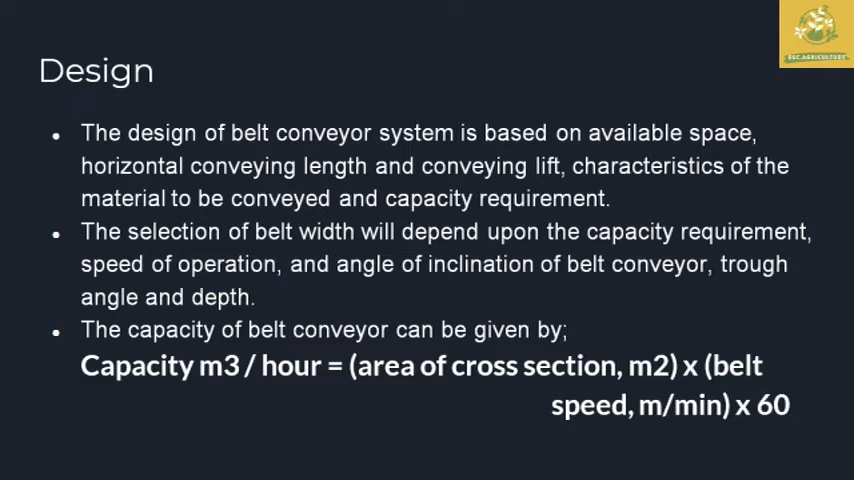 BSC.AGRICULTURE
Design
• The design of belt conveyor system is based on available space,
horizontal conveying length and conveying lift, characteristics of the
material to be conveyed and capacity requirement.
• The selection of belt width will depend upon the capacity requirement,
speed of operation, and angle of inclination of belt conveyor, trough
angle and depth.
• The capacity of belt conveyor can be given by;
Capacity m3 / hour = (area of cross section, m2) x (belt
speed, m/min) x 60